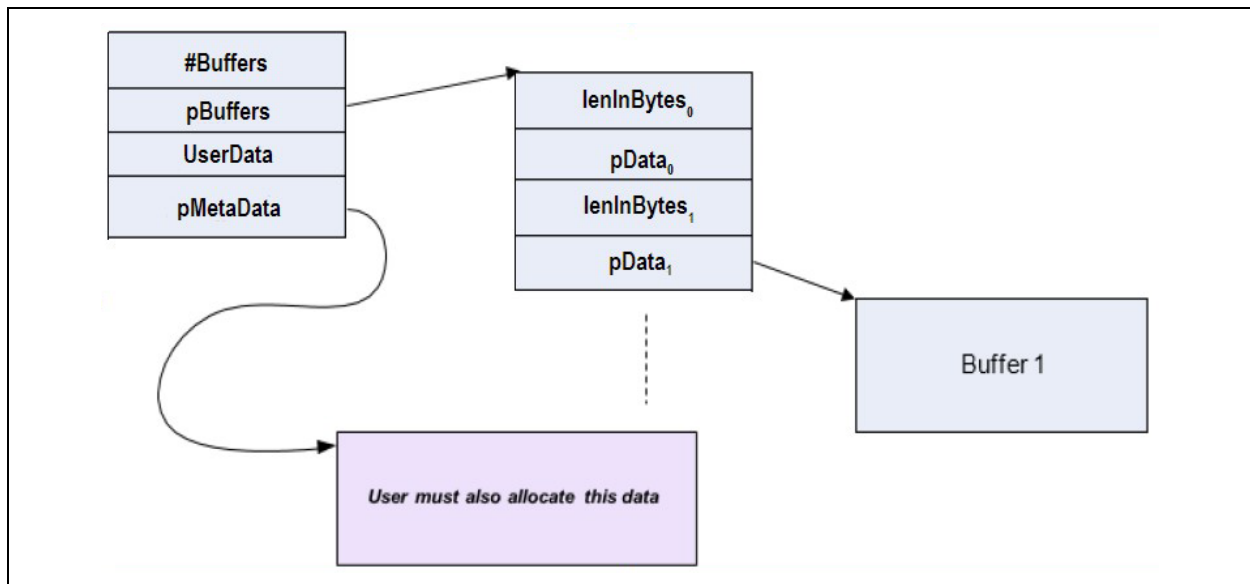 #Buffers
pBuffers
UserData
pMetaData
lenInBytes₀
pData₀
lenInBytes₁
pData₁
Buffer 1
User must also allocate this data